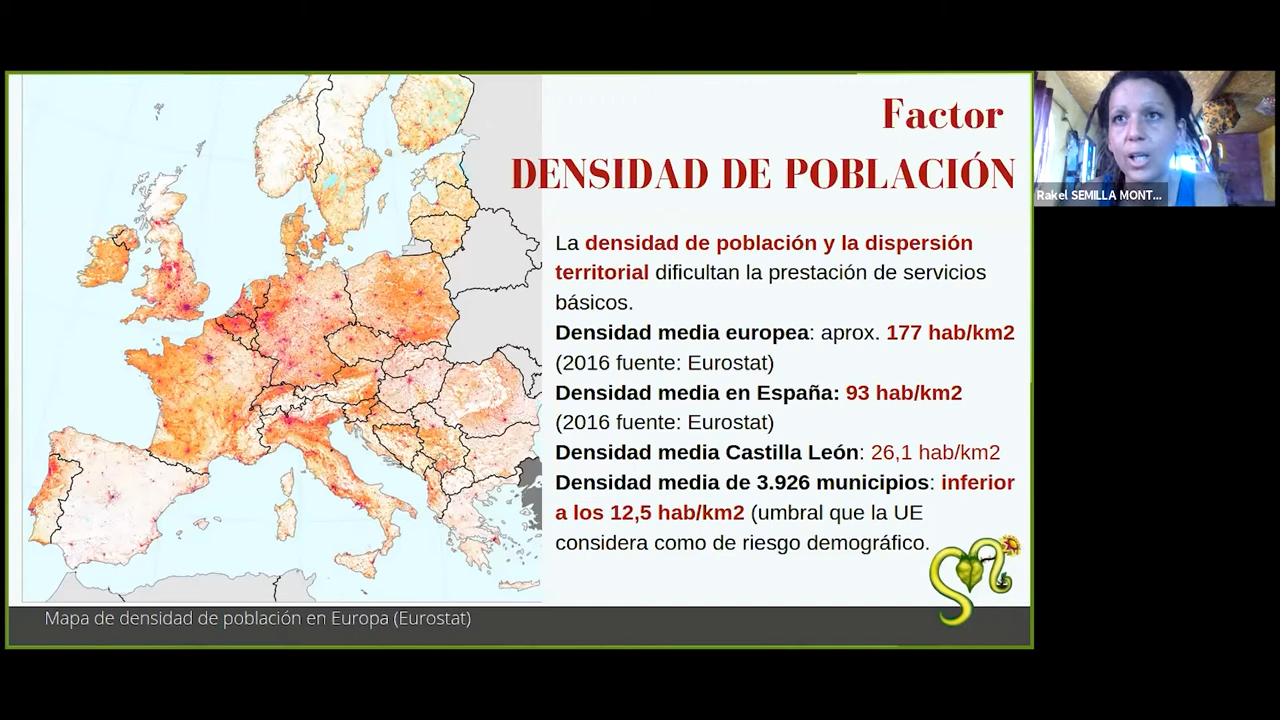 Factor
DENSIDAD DE POBLACIÓN
La densidad de población y la dispersión
territorial dificultan la prestación de servicios
básicos.
Densidad media europea: aprox. 177 hab/km2
(2016 fuente: Eurostat)
Densidad media en España: 93 hab/km2
(2016 fuente: Eurostat)
Densidad media Castilla León: 26,1 hab/km2
Densidad media de 3.926 municipios: inferior
a los 12,5 hab/km2 (umbral que la UE
considera como de riesgo demográfico.
Mapa de densidad de población en Europa (Eurostat)
Rakel SEMILLA MONT...